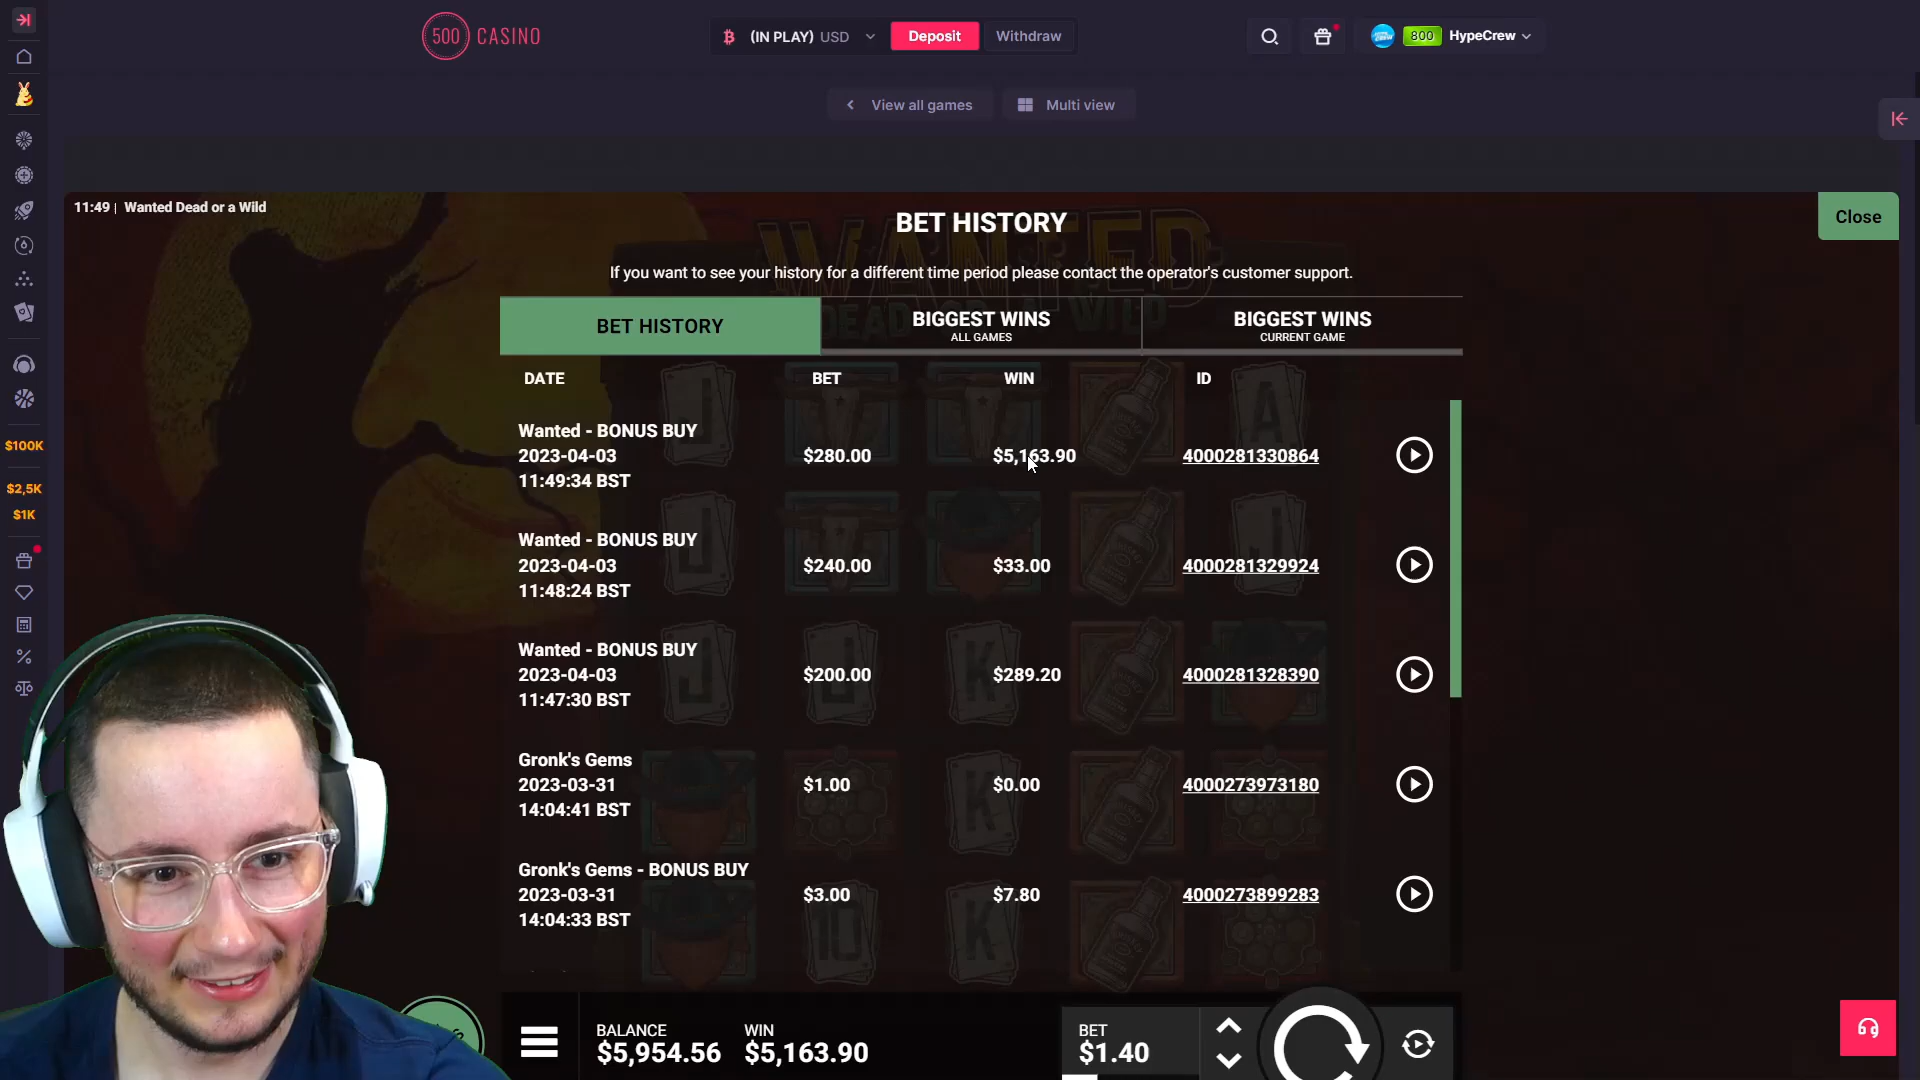 500 CASINO
(IN PLAY) USD
Deposit
Withdraw
800 HypeCrew
View all games
Multi view
11:49 | Wanted Dead or a Wild
BET HISTORY
Close
If you want to see your history for a different time period please contact the operator's customer support.
BET HISTORY
BIGGEST WINS
ALL GAMES
BIGGEST WINS
CURRENT GAME
DATE BET WIN ID
Wanted - BONUS BUY
2023-04-03 $280.00 $5,163.90 4000281330864
11:49:34 BST
Wanted - BONUS BUY
2023-04-03 $240.00 $33.00 4000281329924
11:48:24 BST
Wanted - BONUS BUY
2023-04-03 $200.00 $289.20 4000281328390
11:47:30 BST
Gronk's Gems
2023-03-31 $1.00 $0.00 4000273973180
14:04:41 BST
Gronk's Gems - BONUS BUY
2023-03-31 $3.00 $7.80 4000273899283
14:04:33 BST
$100K
$2,5K
$1K
BALANCE
$5,954.56
WIN
$5,163.90
BET
$1.40
WANTED
DEAD OR A WILD
J
A
J
J
J
J
K
K
10
K